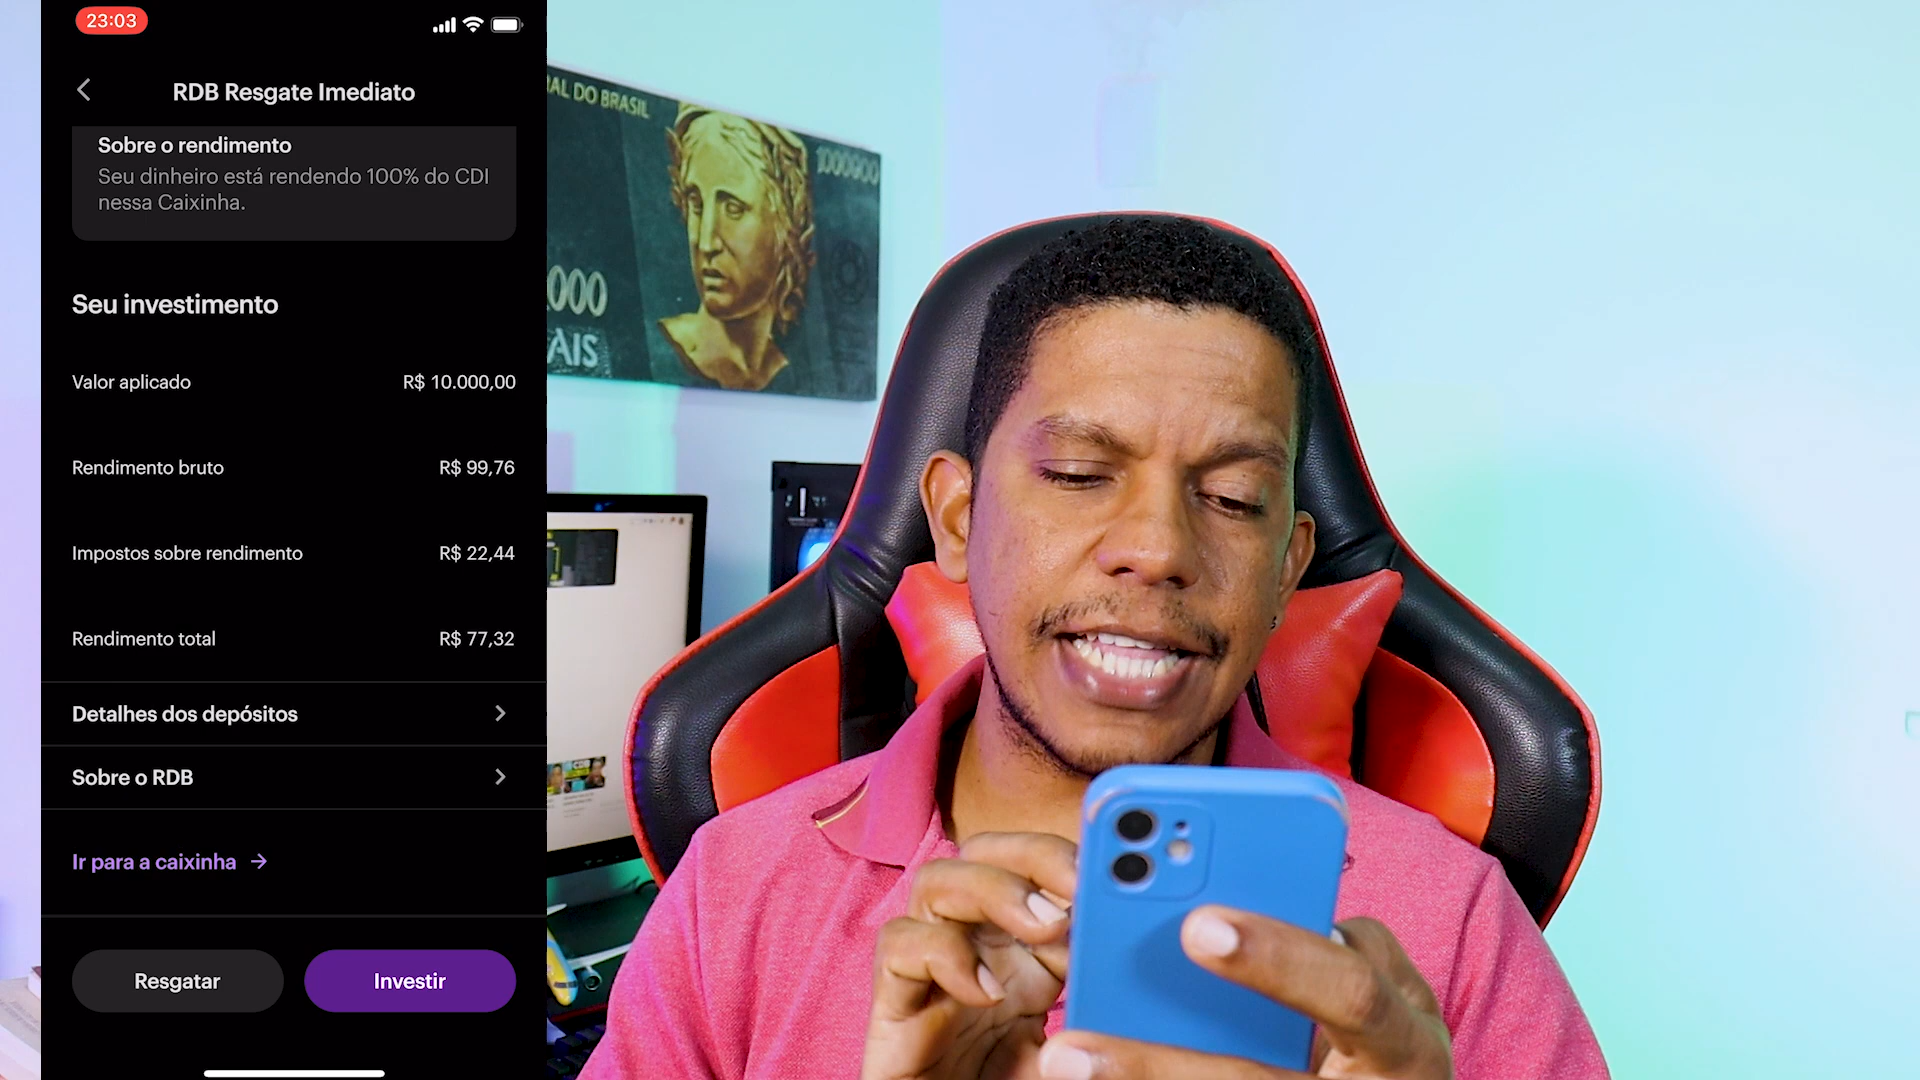 23:03
RDB Resgate Imediato
Sobre o rendimento
Seu dinheiro está rendendo 100% do CDI
nessa Caixinha.
Seu investimento
Valor aplicado R$ 10.000,00
Rendimento bruto R$ 99,76
Impostos sobre rendimento R$ 22,44
Rendimento total R$ 77,32
Detalhes dos depósitos
Sobre o RDB
Ir para a caixinha →
Resgatar Investir
AL DO BRASIL
000
AIS